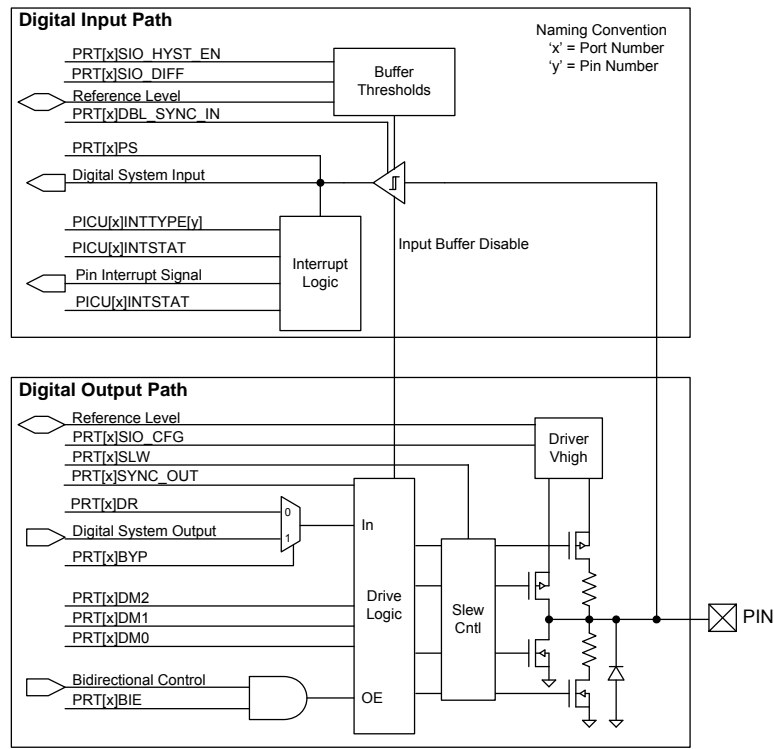 Digital Input Path
Naming Convention
'x' = Port Number
'y' = Pin Number
PRT[x]SIO_HYST_EN
PRT[x]SIO_DIFF
Reference Level
PRT[x]DBL_SYNC_IN
Buffer
Thresholds
PRT[x]PS
Digital System Input
PICU[x]INTTYPE[y]
PICU[x]INTSTAT
Pin Interrupt Signal
PICU[x]INTSTAT
Interrupt
Logic
Input Buffer Disable
Digital Output Path
Reference Level
PRT[x]SIO_CFG
PRT[x]SLW
PRT[x]SYNC_OUT
Driver
Vhigh
PRT[x]DR
Digital System Output
PRT[x]BYP
0
1
In
PRT[x]DM2
PRT[x]DM1
PRT[x]DM0
Drive
Logic
Slew
Cntl
PIN
Bidirectional Control
PRT[x]BIE
OE